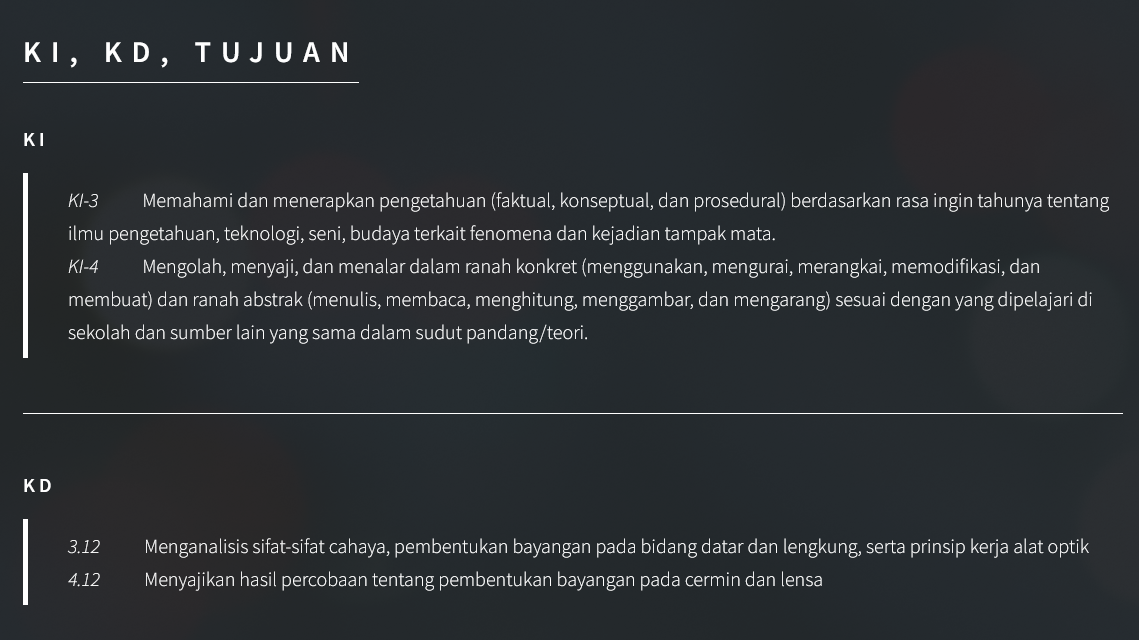 KI, KD, TUJUAN
KI
KI-3 Memahami dan menerapkan pengetahuan (faktual, konseptual, dan prosedural) berdasarkan rasa ingin tahunya tentang
ilmu pengetahuan, teknologi, seni, budaya terkait fenomena dan kejadian tampak mata.
KI-4 Mengolah, menyaji, dan menalar dalam ranah konkret (menggunakan, mengurai, merangkai, memodifikasi, dan
membuat) dan ranah abstrak (menulis, membaca, menghitung, menggambar, dan mengarang) sesuai dengan yang dipelajari di
sekolah dan sumber lain yang sama dalam sudut pandang/teori.
KD
3.12 Menganalisis sifat-sifat cahaya, pembentukan bayangan pada bidang datar dan lengkung, serta prinsip kerja alat optik
4.12 Menyajikan hasil percobaan tentang pembentukan bayangan pada cermin dan lensa